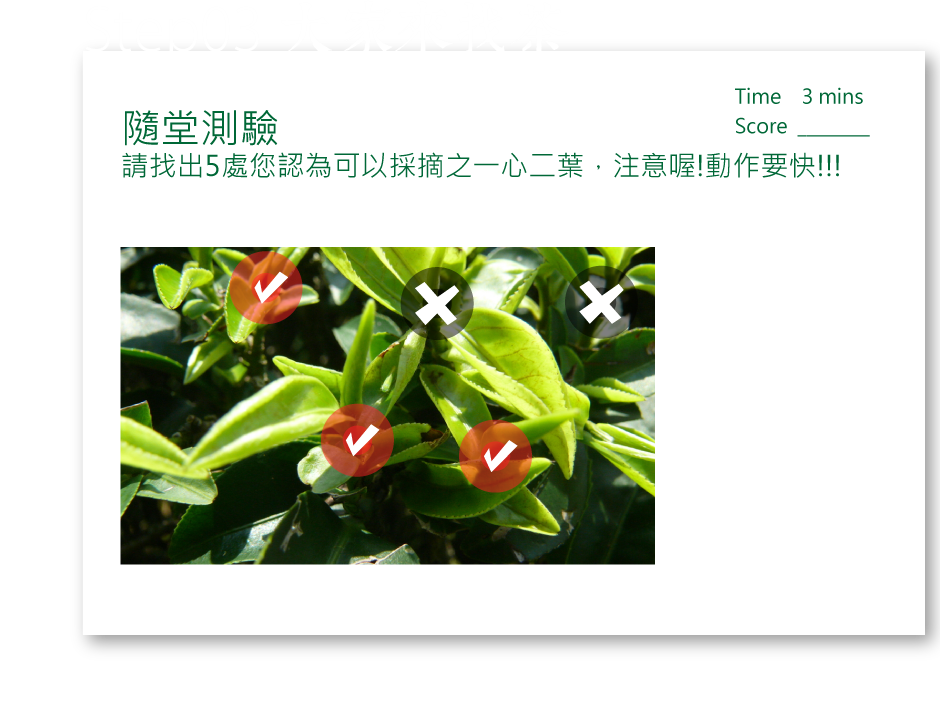 隨堂測驗
Time 3 mins
Score ________
請找出5處您認為可以採摘之一心二葉，注意喔!動作要快!!!